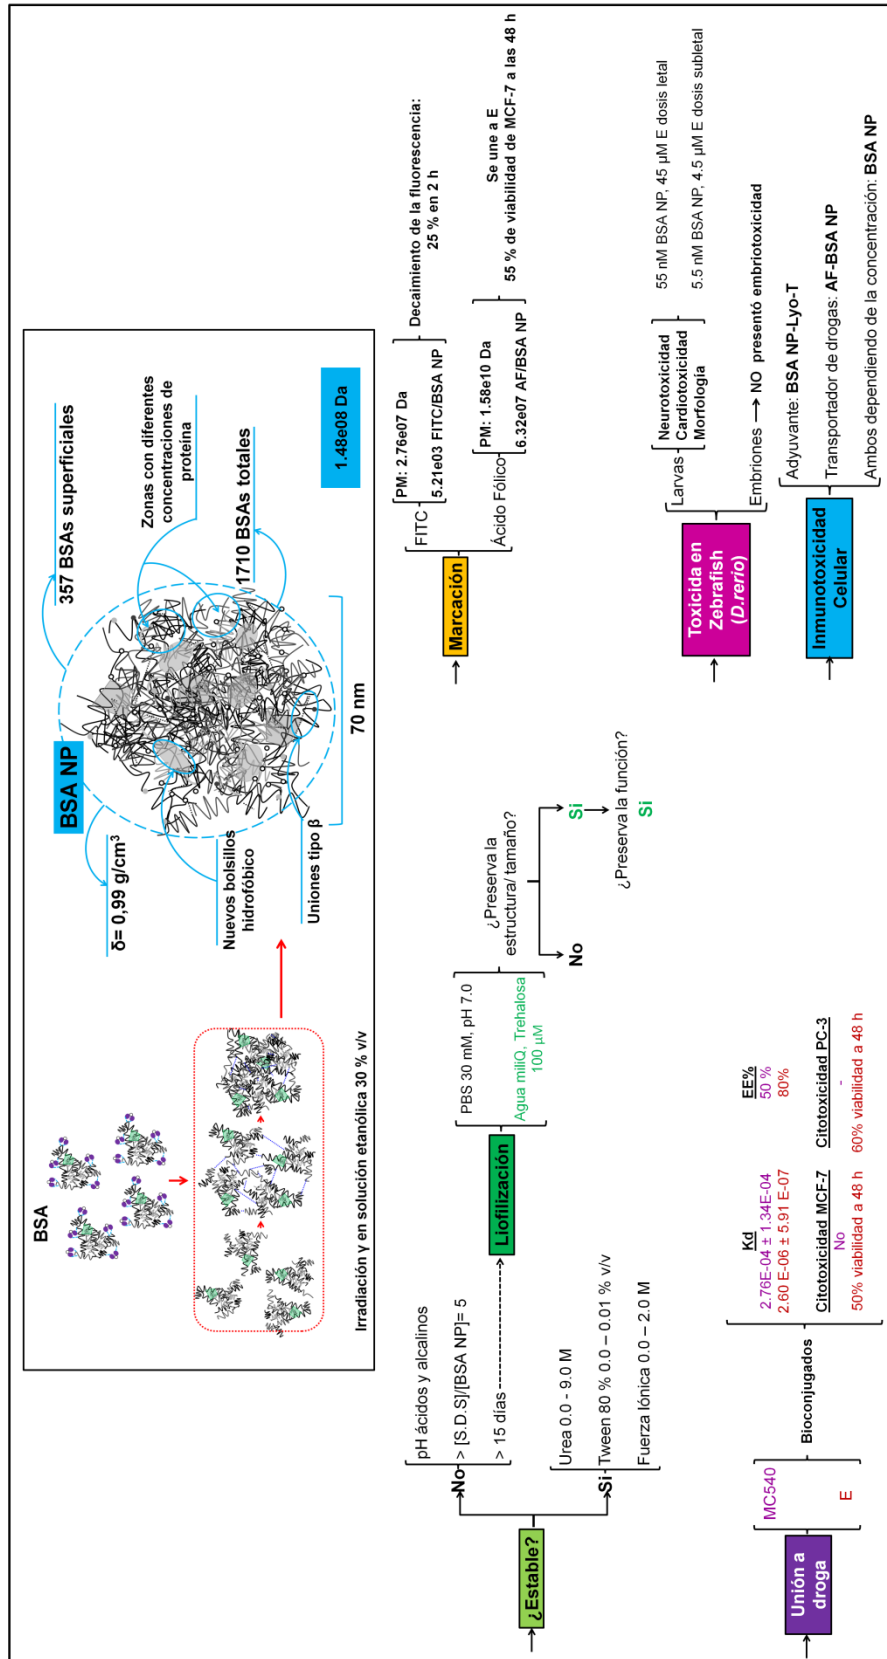 BSA
Irradiación y en solución etanólica 30 % v/v
BSA NP
δ= 0,99 g/cm³
Nuevos bolsillos
hidrofóbico
Uniones tipo β
70 nm
357 BSAs superficiales
Zonas con diferentes
concentraciones de
proteína
1710 BSAs totales
1.48e08 Da
¿Estable?
No
pH ácidos y alcalinos
> [S.D.S]/[BSA NP]= 5
> 15 días
Si
Urea 0.0 - 9.0 M
Tween 80 % 0.0 – 0.01 % v/v
Fuerza Iónica 0.0 – 2.0 M
Liofilización
PBS 30 mM, pH 7.0
Agua miliQ, Trehalosa
100 µM
¿Preserva la
estructura/ tamaño?
No
Si
¿Preserva la función?
Si
Marcación
FITC
PM: 2.76e07 Da
5.21e03 FITC/BSA NP
Decaimiento de la fluorescencia:
25 % en 2 h
Ácido Fólico
PM: 1.58e10 Da
6.32e07 AF/BSA NP
Se une a E
55 % de viabilidad de MCF-7 a las 48 h
Unión a
droga
MC540
E
Bioconjugados
Kd
2.76E-04 ± 1.34E-04
2.60 E-06 ± 5.91 E-07
EE%
50 %
80%
Citotoxicidad MCF-7
No
50% viabilidad a 48 h
Citotoxicidad PC-3
-
60% viabilidad a 48 h
Toxicida en
Zebrafish
(D.rerio)
Larvas
Neurotoxicidad
Cardiotoxicidad
Morfología
55 nM BSA NP, 45 µM E dosis letal
5.5 nM BSA NP, 4.5 µM E dosis subletal
Embriones
NO presentó embriotoxicidad
Inmunotoxicidad
Celular
Adyuvante: BSA NP-Lyo-T
Transportador de drogas: AF-BSA NP
Ambos dependiendo de la concentración: BSA NP